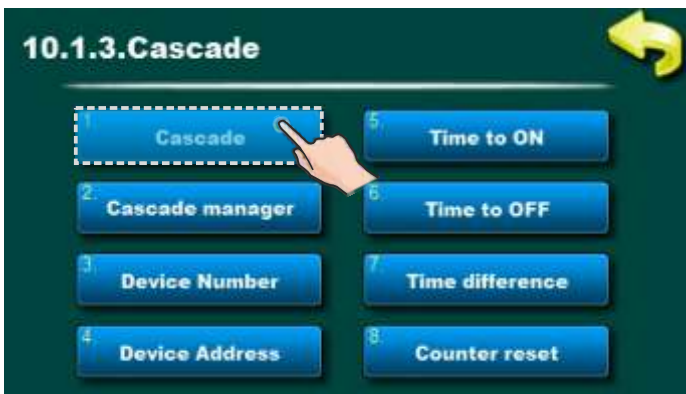 10.1.3.Cascade
1.
Cascade
2.
Cascade manager
3.
Device Number
4.
Device Address
5.
Time to ON
6.
Time to OFF
7.
Time difference
8.
Counter reset